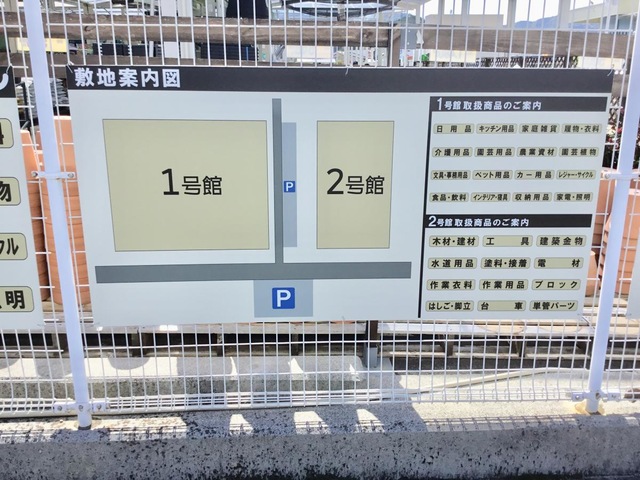 敷地案内図
1号館
P
2号館
P
1号館取扱商品のご案内
日用品 キッチン用品 家庭雑貨 履物・衣料
介護用品 園芸用品 農業資材 園芸植物
文具・事務用品 ペット用品 カー用品 レジャー・サイクル
食品・飲料 インテリア・寝具 収納用品 家電・照明
2号館取扱商品のご案内
木材・建材 工具 建築金物
水道用品 塗料・接着 電材
作業衣料 作業用品 ブロック
はしご・脚立 台車 単管パーツ
物
クル
明